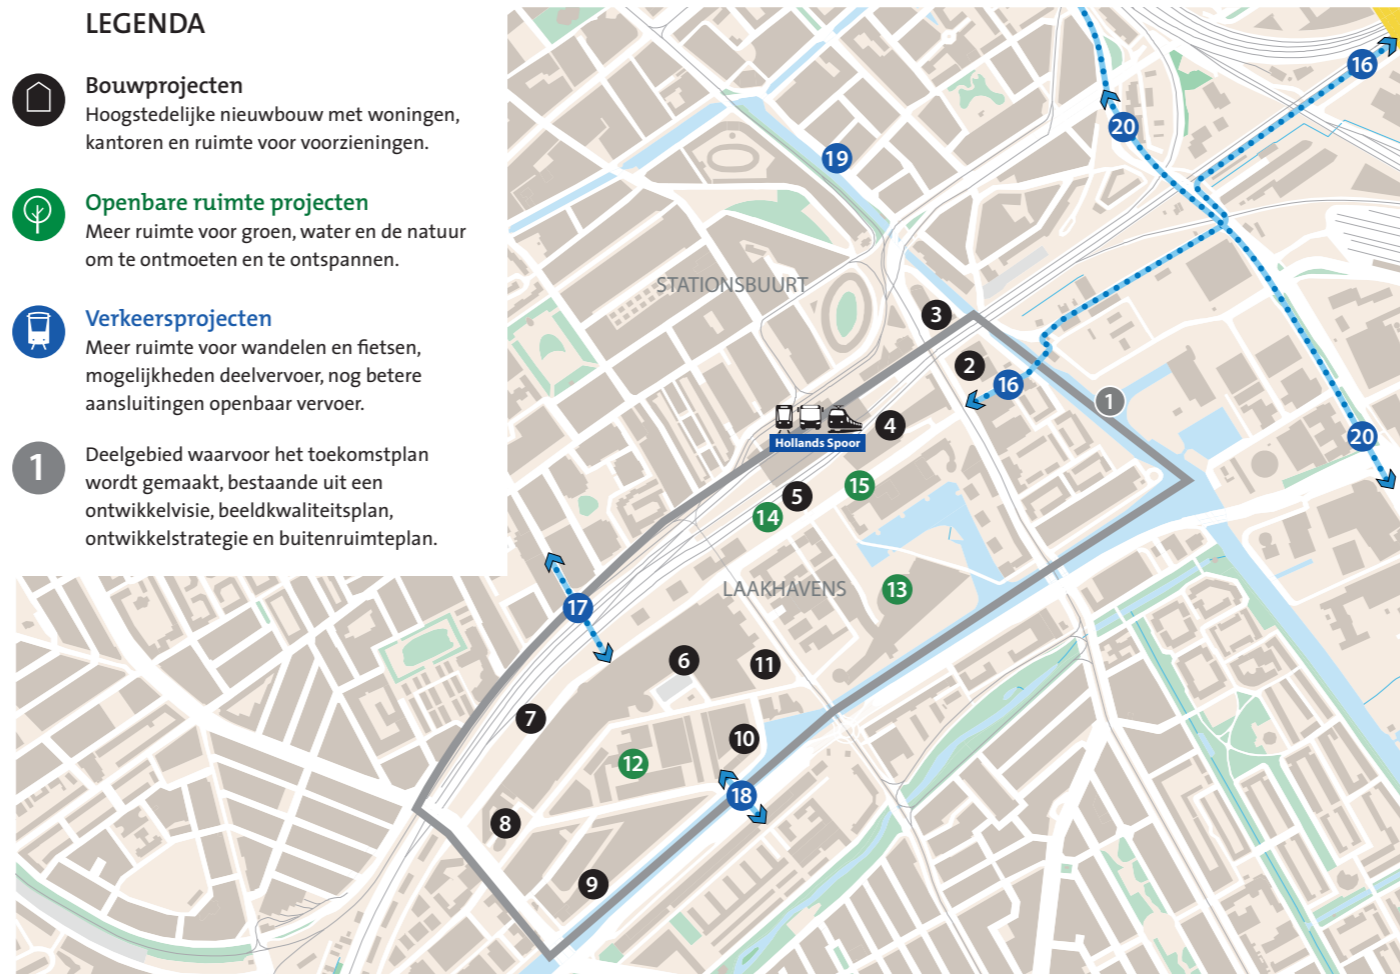 LEGENDA
Bouwprojecten
Hoogstedelijke nieuwbouw met woningen,
kantoren en ruimte voor voorzieningen.
Openbare ruimte projecten
Meer ruimte voor groen, water en de natuur
om te ontmoeten en te ontspannen.
Verkeersprojecten
Meer ruimte voor wandelen en fietsen,
mogelijkheden deelvervoer, nog betere
aansluitingen openbaar vervoer.
1
Deelgebied waarvoor het toekomstplan
wordt gemaakt, bestaande uit een
ontwikkelvisie, beeldkwaliteitsplan,
ontwikkelstrategie en buitenruimteplan.
16
20
19
STATIONSBUURT
3
2
16
1
4
Hollands Spoor
20
15
5
14
13
LAAKHAVENS
17
6
11
7
10
12
18
8
9